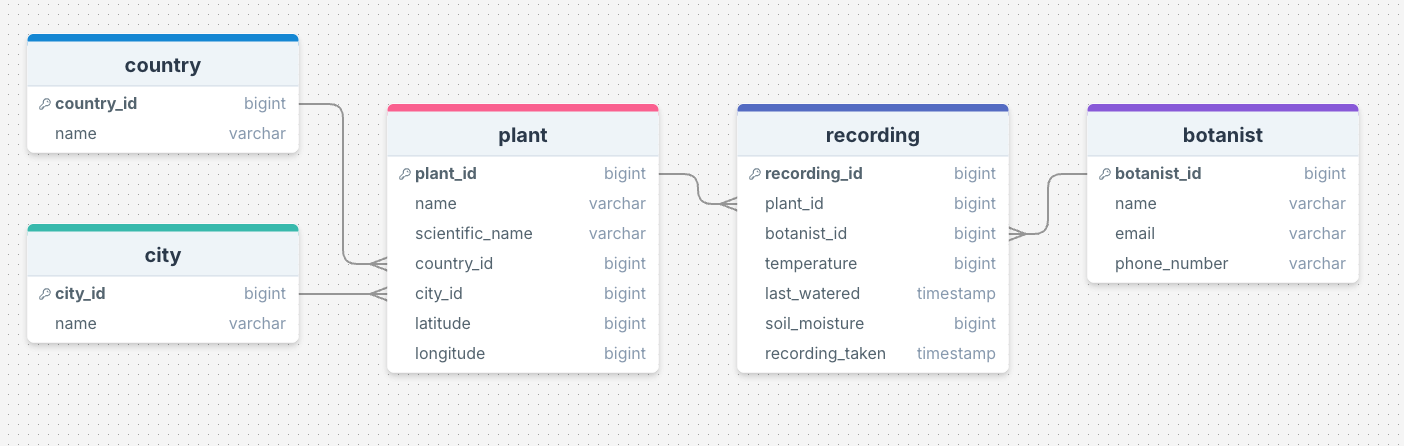 country
country_id bigint
name varchar
city
city_id bigint
name varchar
plant
plant_id bigint
name varchar
scientific_name varchar
country_id bigint
city_id bigint
latitude bigint
longitude bigint
recording
recording_id bigint
plant_id bigint
botanist_id bigint
temperature bigint
last_watered timestamp
soil_moisture bigint
recording_taken timestamp
botanist
botanist_id bigint
name varchar
email varchar
phone_number varchar